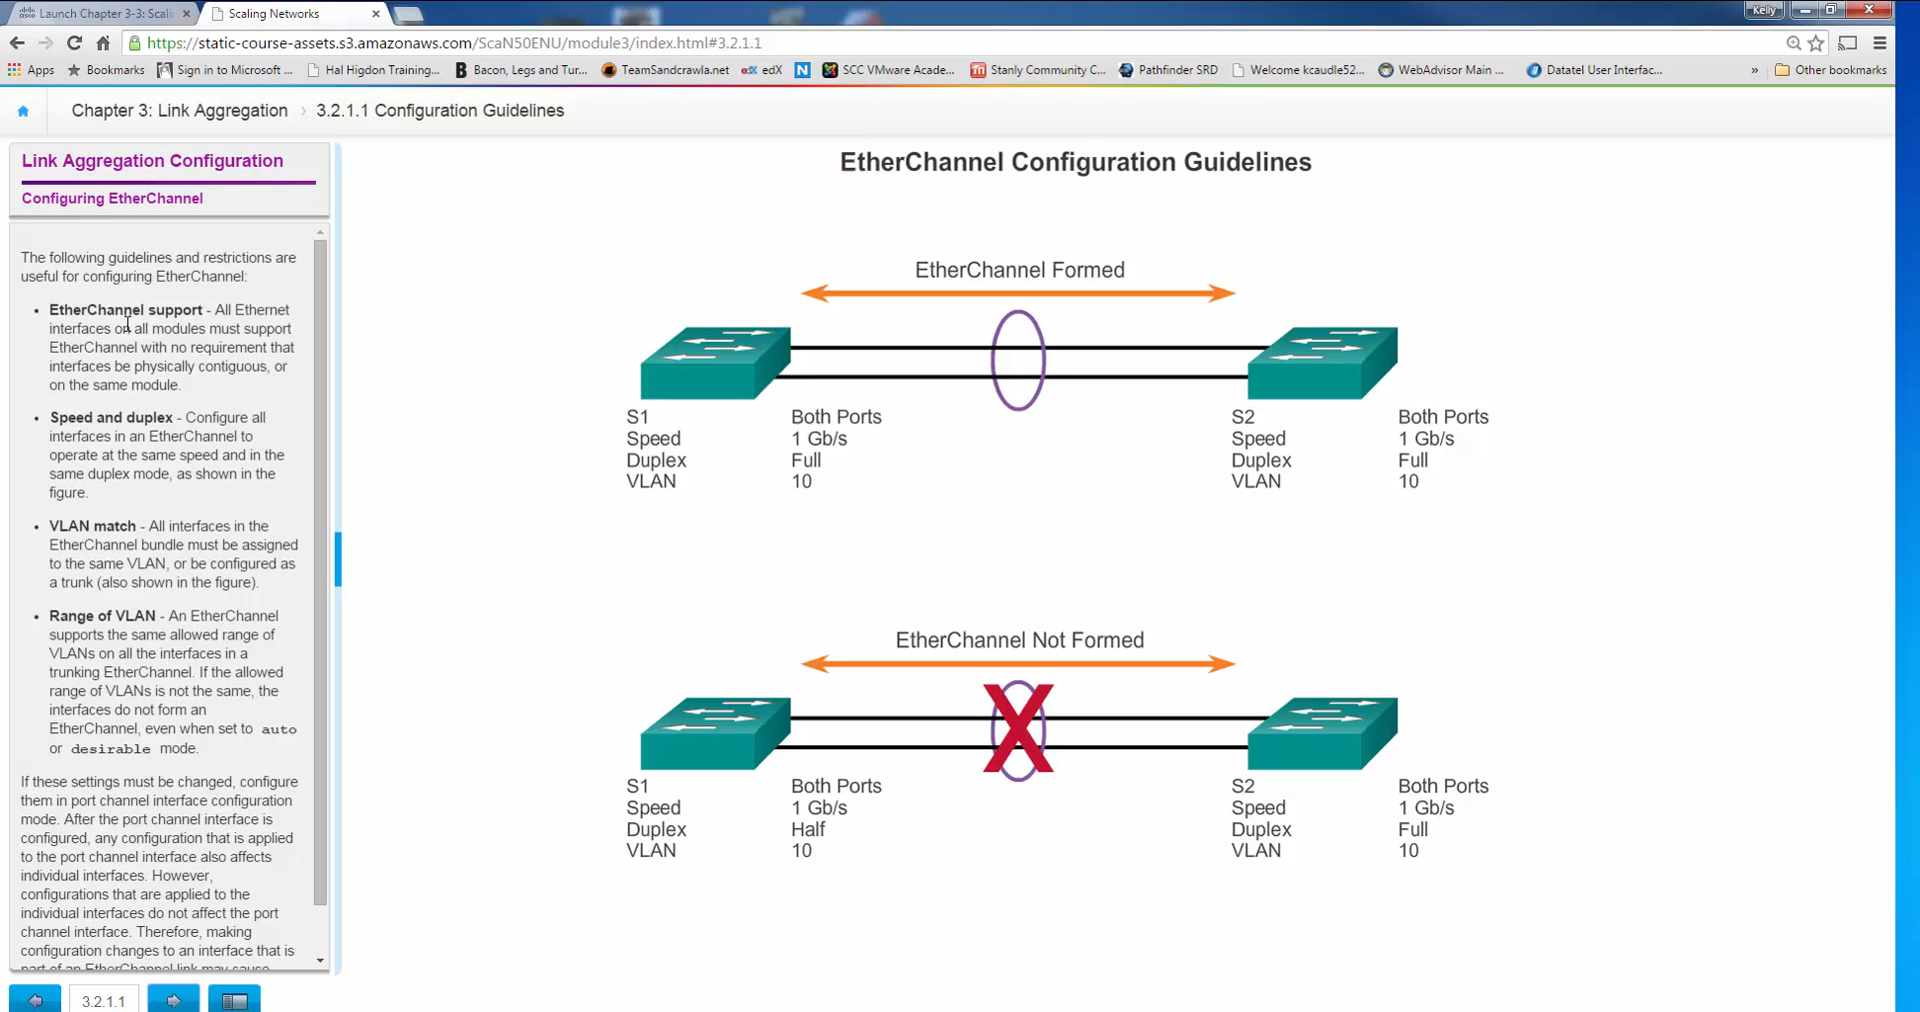 Launch Chapter 3-3: Scali
Scaling Networks
Kelly
https://static-course-assets.s3.amazonaws.com/ScaN50ENU/module3/index.html#3.2.1.1
Apps
Bookmarks
Sign in to Microsoft ...
Hal Higdon Training...
Bacon, Legs and Tur...
TeamSandcrawla.net
edX
SCC VMware Acade...
Stanly Community C...
Pathfinder SRD
Welcome kcaudle52...
WebAdvisor Main ...
Datatel User Interfac...
»
Other bookmarks
Chapter 3: Link Aggregation › 3.2.1.1 Configuration Guidelines
Link Aggregation Configuration
Configuring EtherChannel
The following guidelines and restrictions are
useful for configuring EtherChannel:
• EtherChannel support - All Ethernet
interfaces on all modules must support
EtherChannel with no requirement that
interfaces be physically contiguous, or
on the same module.
• Speed and duplex - Configure all
interfaces in an EtherChannel to
operate at the same speed and in the
same duplex mode, as shown in the
figure.
• VLAN match - All interfaces in the
EtherChannel bundle must be assigned
to the same VLAN, or be configured as
a trunk (also shown in the figure).
• Range of VLAN - An EtherChannel
supports the same allowed range of
VLANs on all the interfaces in a
trunking EtherChannel. If the allowed
range of VLANs is not the same, the
interfaces do not form an
EtherChannel, even when set to auto
or desirable mode.
If these settings must be changed, configure
them in port channel interface configuration
mode. After the port channel interface is
configured, any configuration that is applied
to the port channel interface also affects
individual interfaces. However,
configurations that are applied to the
individual interfaces do not affect the port
channel interface. Therefore, making
configuration changes to an interface that is
part of an EtherChannel link may cause
3.2.1.1
EtherChannel Configuration Guidelines
EtherChannel Formed
S1 Both Ports
Speed 1 Gb/s
Duplex Full
VLAN 10
S2 Both Ports
Speed 1 Gb/s
Duplex Full
VLAN 10
EtherChannel Not Formed
X
S1 Both Ports
Speed 1 Gb/s
Duplex Half
VLAN 10
S2 Both Ports
Speed 1 Gb/s
Duplex Full
VLAN 10